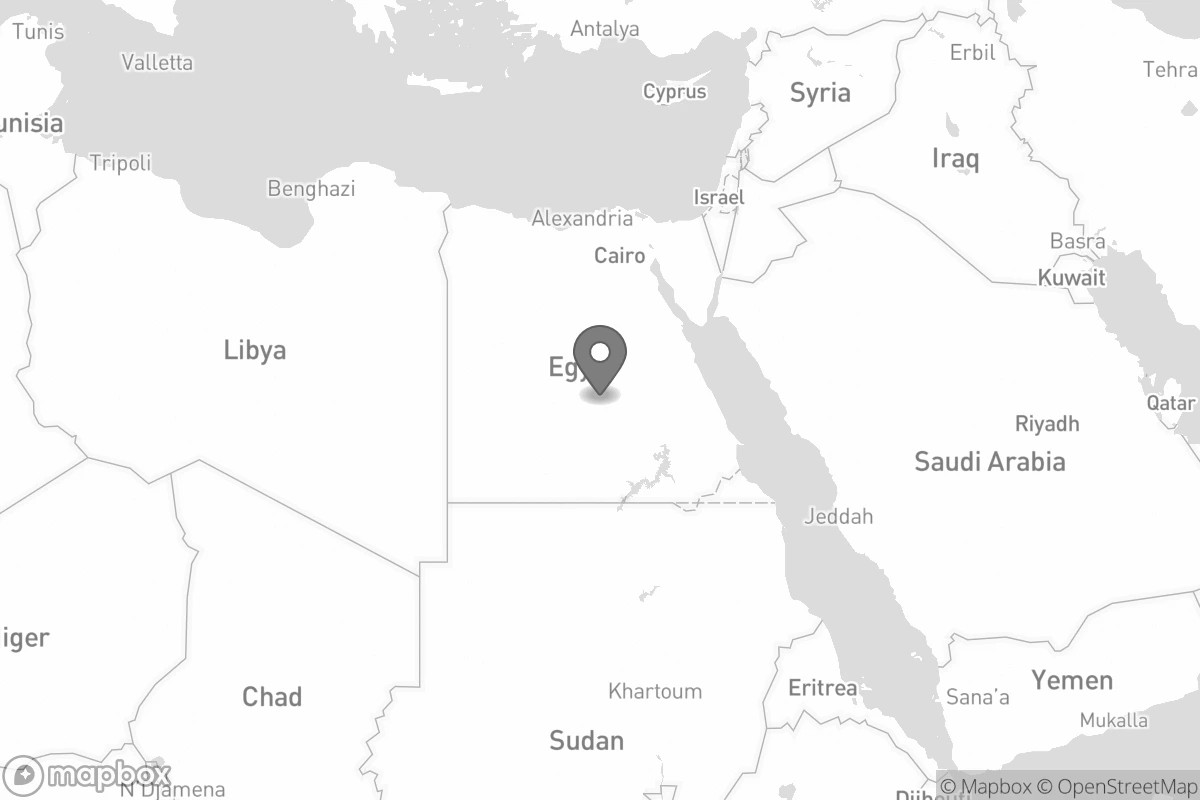 Tunis
Antalya
Valletta
Erbil
Tehra
Cyprus
Syria
unisia
Tripoli
Iraq
Benghazi
Israel
Alexandria
Basra
Cairo
Kuwait
Libya
Egy
Qatar
Riyadh
Saudi Arabia
Jeddah
iger
Chad
Khartoum
Eritrea
Sana'a
Yemen
Mukalla
Sudan
mapbox
N'Djamena
Djibouti
© Mapbox © OpenStreetMap